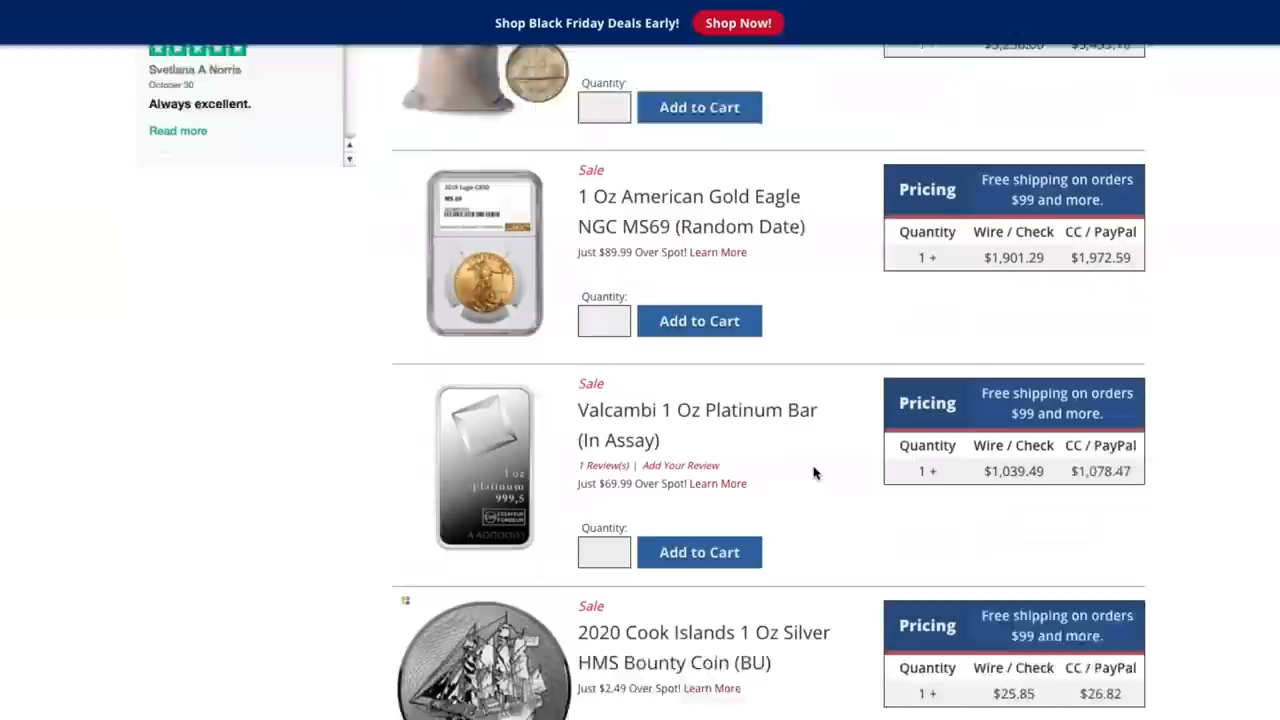 Shop Black Friday Deals Early! Shop Now!
Svetlana A Norris
October 30
Always excellent.
Read more
Quantity:
Add to Cart
Sale
1 Oz American Gold Eagle
NGC MS69 (Random Date)
Just $89.99 Over Spot! Learn More
Quantity:
Add to Cart
Pricing
Free shipping on orders
$99 and more.
Quantity Wire / Check CC / PayPal
1 + $1,901.29 $1,972.59
Sale
Valcambi 1 Oz Platinum Bar
(In Assay)
1 Review(s) | Add Your Review
Just $69.99 Over Spot! Learn More
Quantity:
Add to Cart
1 oz
platinum
999,5
Pricing
Free shipping on orders
$99 and more.
Quantity Wire / Check CC / PayPal
1 + $1,039.49 $1,078.47
Sale
2020 Cook Islands 1 Oz Silver
HMS Bounty Coin (BU)
Just $2.49 Over Spot! Learn More
Pricing
Free shipping on orders
$99 and more.
Quantity Wire / Check CC / PayPal
1 + $25.85 $26.82